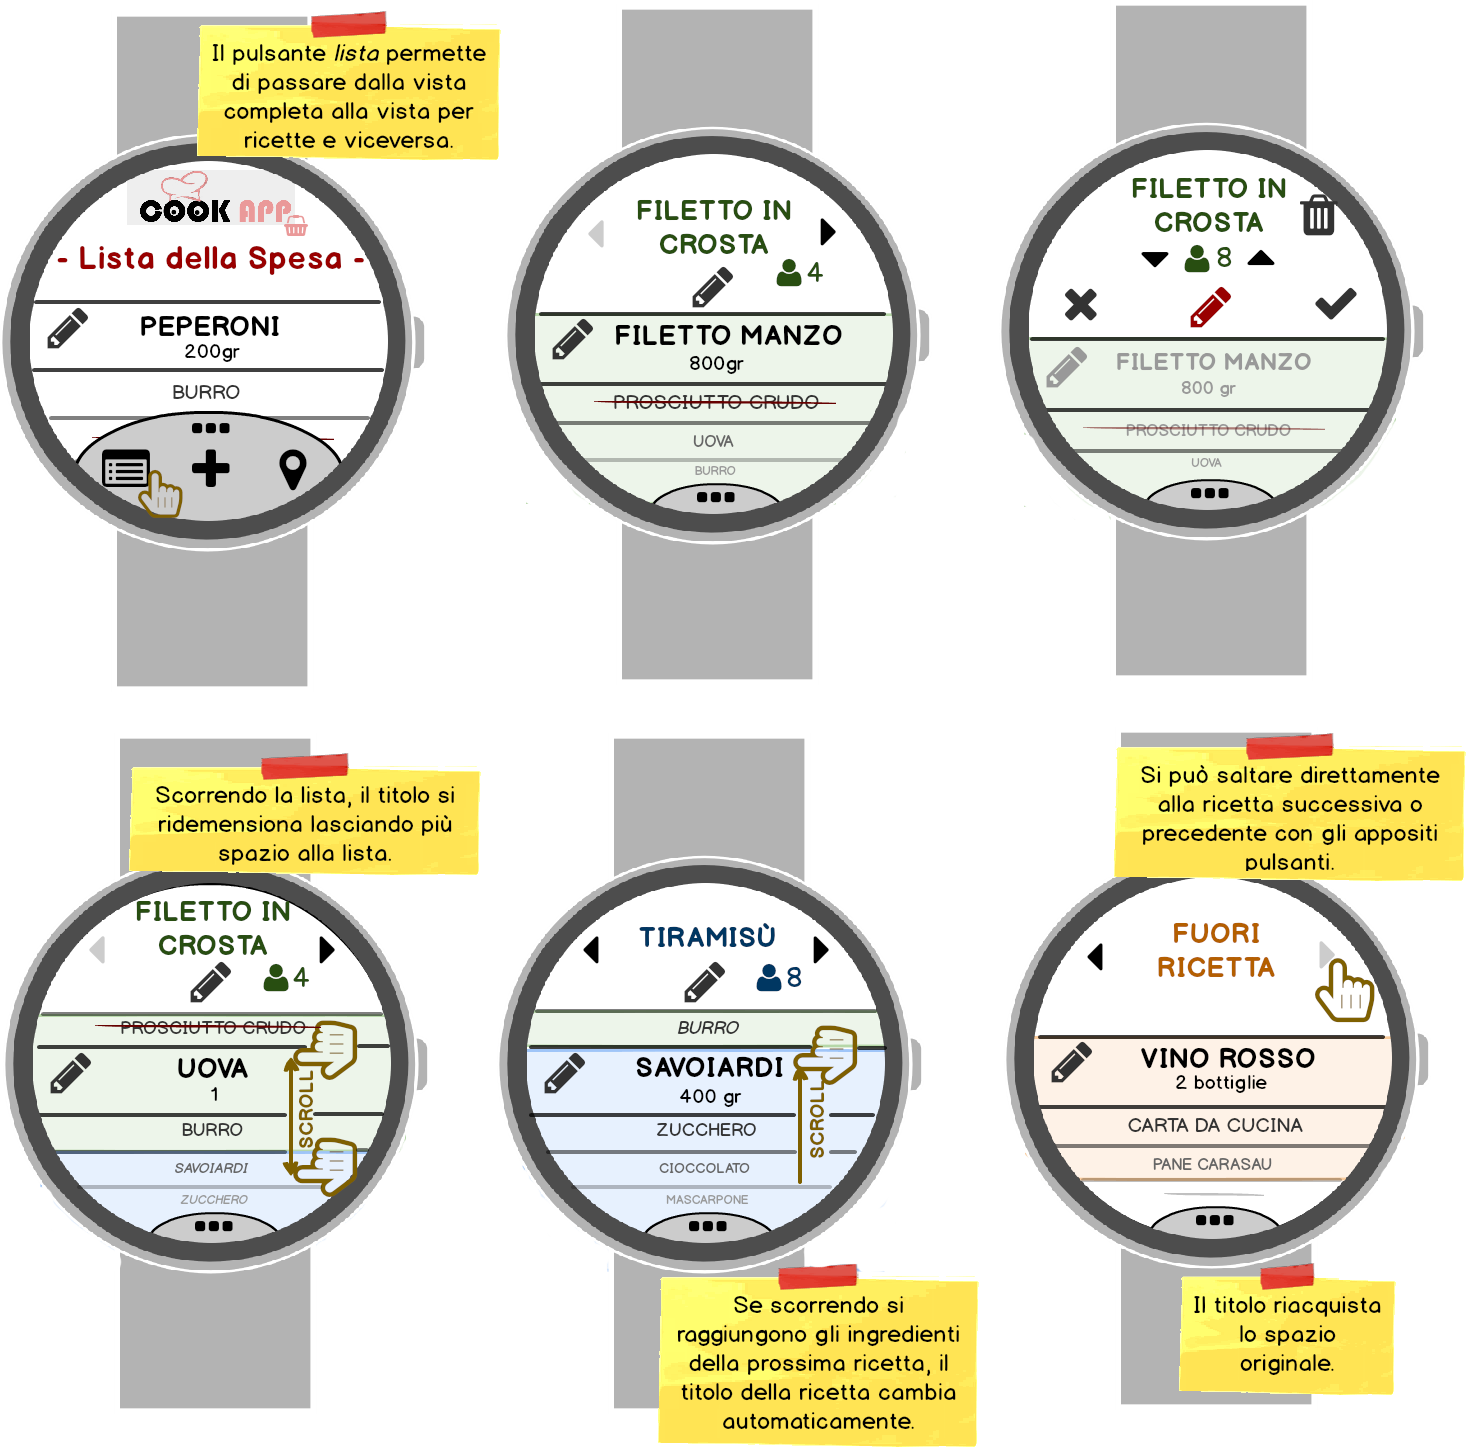 Il pulsante lista permette
di passare dalla vista
completa alla vista per
ricette e viceversa.
COOK APP
- Lista della Spesa -
PEPERONI
200gr
BURRO
FILETTO IN
CROSTA
4
FILETTO MANZO
800gr
PROSCIUTTO CRUDO
UOVA
BURRO
FILETTO IN
CROSTA
8
FILETTO MANZO
800 gr
PROSCIUTTO CRUDO
UOVA
Scorrendo la lista, il titolo si
ridemensiona lasciando più
spazio alla lista.
FILETTO IN
CROSTA
4
PROSCIUTTO CRUDO
UOVA
1
BURRO
SAVOIARDI
ZUCCHERO
SCROLL
TIRAMISÙ
8
BURRO
SAVOIARDI
400 gr
ZUCCHERO
CIOCCOLATO
MASCARPONE
SCROLL
Se scorrendo si
raggiungono gli ingredienti
della prossima ricetta, il
titolo della ricetta cambia
automaticamente.
Si può saltare direttamente
alla ricetta successiva o
precedente con gli appositi
pulsanti.
FUORI
RICETTA
VINO ROSSO
2 bottiglie
CARTA DA CUCINA
PANE CARASAU
Il titolo riacquista
lo spazio
originale.